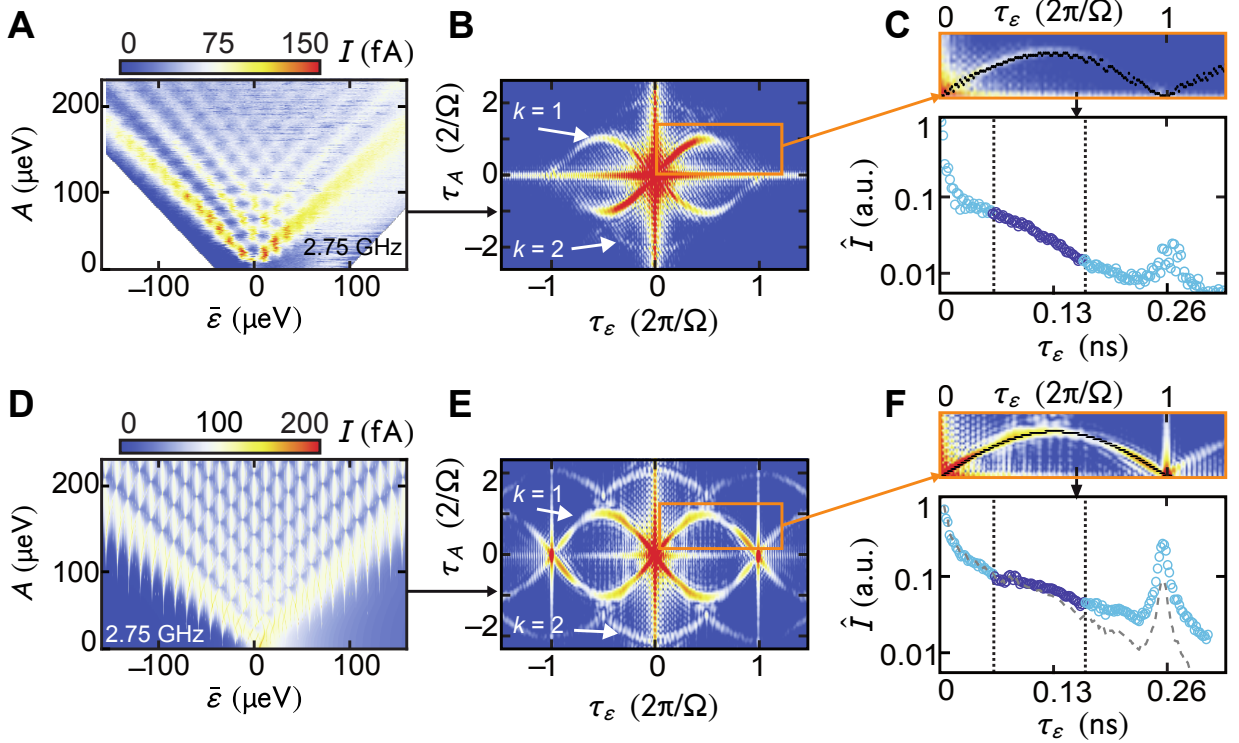 A
0 75 150 I (fA)
200
100
0
A (µeV)
2.75 GHz
–100 0 100
ε̄ (µeV)
B
2
0
–2
τ_A (2/Ω)
k = 1
k = 2
–1 0 1
τ_ε (2π/Ω)
C
0 τ_ε (2π/Ω) 1
0.1
0.01
Î (a.u.)
0 0.13 0.26
τ_ε (ns)
D
0 100 200 I (fA)
200
100
0
A (µeV)
2.75 GHz
–100 0 100
ε̄ (µeV)
E
2
0
–2
τ_A (2/Ω)
k = 1
k = 2
–1 0 1
τ_ε (2π/Ω)
F
0 τ_ε (2π/Ω) 1
1
0.1
0.01
Î (a.u.)
0 0.13 0.26
τ_ε (ns)